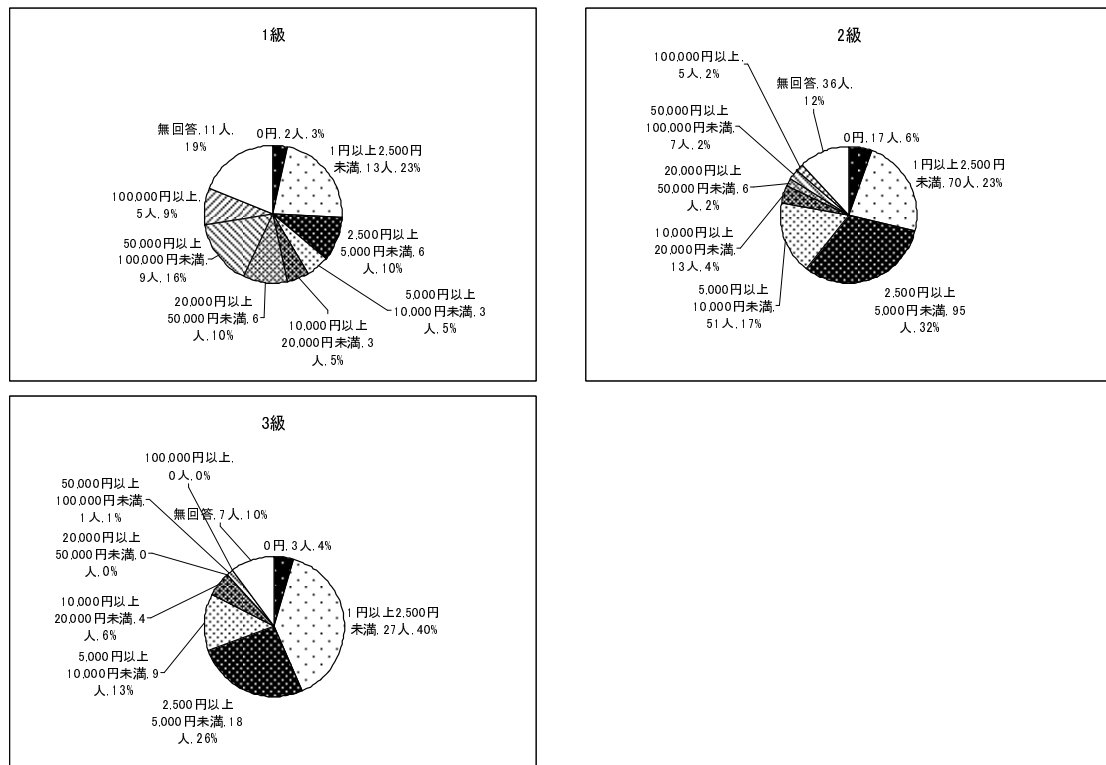 1級
無回答, 11人,
19%
0円, 2人, 3%
1円以上2,500円
未満, 13人, 23%
2,500円以上
5,000円未満, 6
人, 10%
5,000円以上
10,000円未満, 3
人, 5%
10,000円以上
20,000円未満, 3
人, 5%
20,000円以上
50,000円未満, 6
人, 10%
50,000円以上
100,000円未満,
9人, 16%
100,000円以上,
5人, 9%
2級
100,000円以上,
5人, 2%
無回答, 36人,
12%
0円, 17人, 6%
1円以上2,500円
未満, 70人, 23%
2,500円以上
5,000円未満, 95
人, 32%
5,000円以上
10,000円未満,
51人, 17%
10,000円以上
20,000円未満,
13人, 4%
20,000円以上
50,000円未満, 6
人, 2%
50,000円以上
100,000円未満,
7人, 2%
3級
100,000円以上,
0人, 0%
50,000円以上
100,000円未満,
1人, 1%
無回答, 7人, 10%
0円, 3人, 4%
20,000円以上
50,000円未満, 0
人, 0%
10,000円以上
20,000円未満, 4
人, 6%
1円以上2,500円
未満, 27人, 40%
5,000円以上
10,000円未満, 9
人, 13%
2,500円以上
5,000円未満, 18
人, 26%